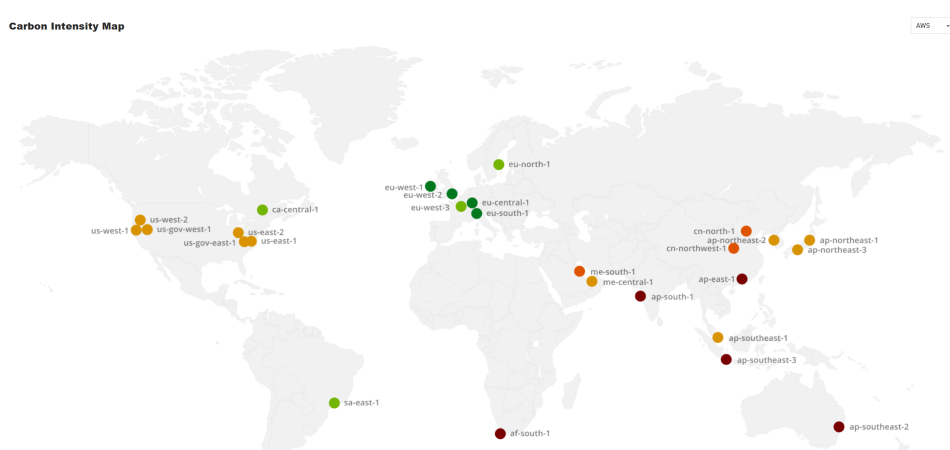 Carbon Intensity Map
AWS
eu-north-1
eu-west-1
eu-west-2
eu-central-1
eu-west-3
eu-south-1
ca-central-1
us-west-2
us-west-1
us-gov-west-1
us-east-2
us-gov-east-1
us-east-1
cn-north-1
ap-northeast-2
ap-northeast-1
cn-northwest-1
ap-northeast-3
me-south-1
me-central-1
ap-east-1
ap-south-1
ap-southeast-1
ap-southeast-3
sa-east-1
af-south-1
ap-southeast-2